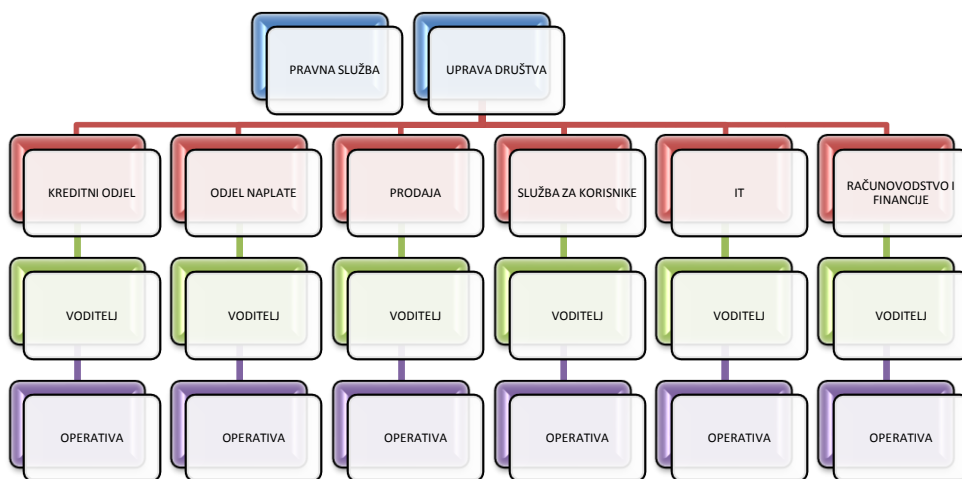 PRAVNA SLUŽBA
UPRAVA DRUŠTVA
KREDITNI ODJEL
ODJEL NAPLATE
PRODAJA
SLUŽBA ZA KORISNIKE
IT
RAČUNOVODSTVO I
FINANCIJE
VODITELJ
VODITELJ
VODITELJ
VODITELJ
VODITELJ
VODITELJ
OPERATIVA
OPERATIVA
OPERATIVA
OPERATIVA
OPERATIVA
OPERATIVA